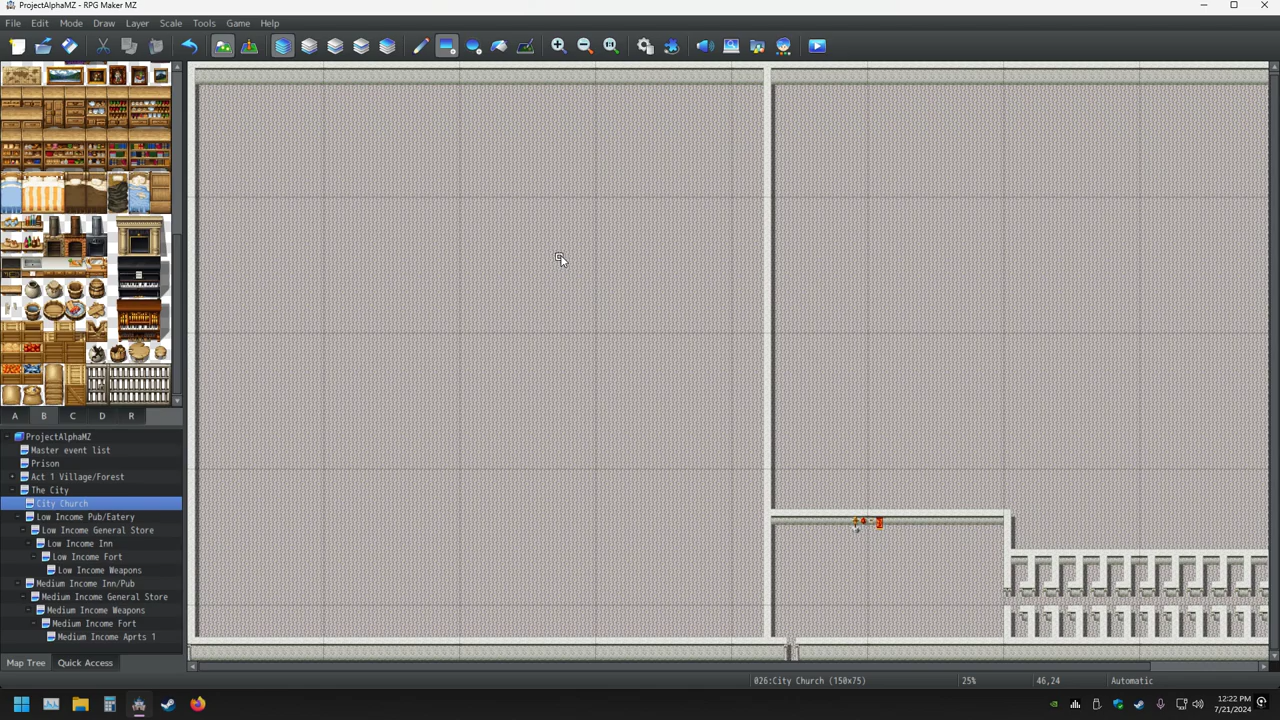 ProjectAlphaMZ - RPG Maker MZ
File Edit Mode Draw Layer Scale Tools Game Help
A B C D R
ProjectAlphaMZ
Master event list
Prison
Act 1 Village/Forest
The City
City Church
Low Income Pub/Eatery
Low Income General Store
Low Income Inn
Low Income Fort
Low Income Weapons
Medium Income Inn/Pub
Medium Income General Store
Medium Income Weapons
Medium Income Fort
Medium Income Aprts 1
Map Tree Quick Access
026:City Church (150x75) 25% 46,24 Automatic
12:22 PM
7/21/2024